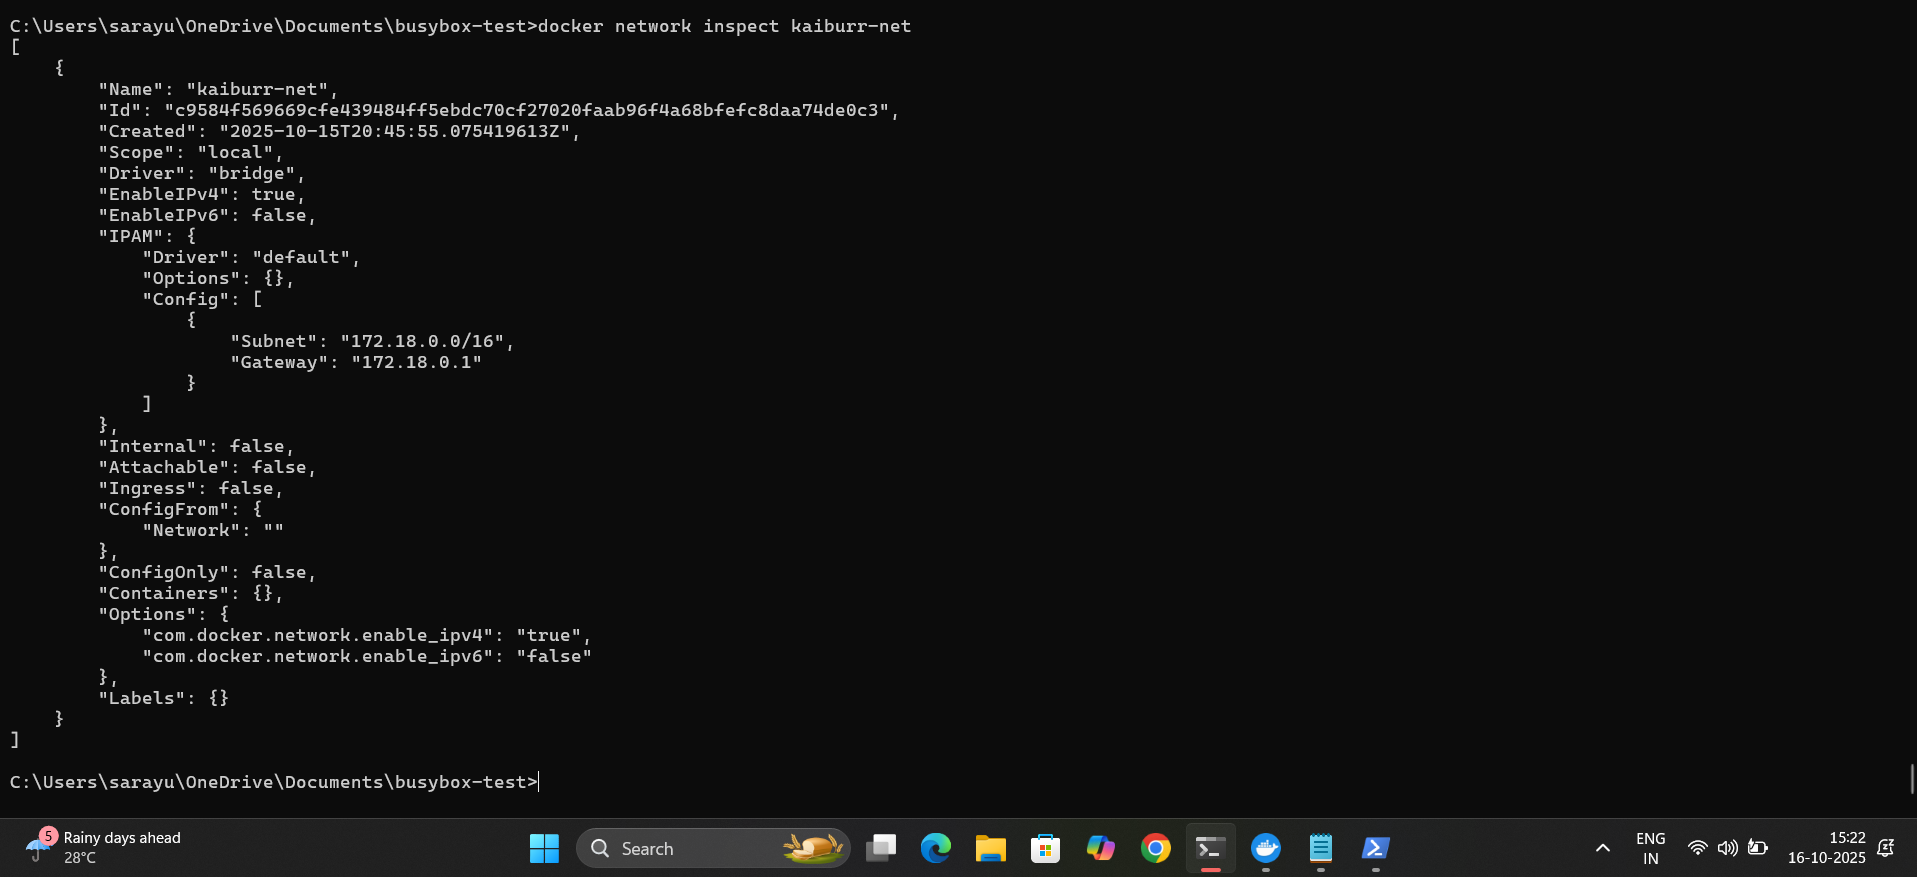 C:\Users\sarayu\OneDrive\Documents\busybox-test>docker network inspect kaiburr-net
[
    {
        "Name": "kaiburr-net",
        "Id": "c9584f569669cfe439484ff5ebdc70cf27020faab96f4a68bfefc8daa74de0c3",
        "Created": "2025-10-15T20:45:55.075419613Z",
        "Scope": "local",
        "Driver": "bridge",
        "EnableIPv4": true,
        "EnableIPv6": false,
        "IPAM": {
            "Driver": "default",
            "Options": {},
            "Config": [
                {
                    "Subnet": "172.18.0.0/16",
                    "Gateway": "172.18.0.1"
                }
            ]
        },
        "Internal": false,
        "Attachable": false,
        "Ingress": false,
        "ConfigFrom": {
            "Network": ""
        },
        "ConfigOnly": false,
        "Containers": {},
        "Options": {
            "com.docker.network.enable_ipv4": "true",
            "com.docker.network.enable_ipv6": "false"
        },
        "Labels": {}
    }
]
C:\Users\sarayu\OneDrive\Documents\busybox-test>
5 Rainy days ahead
28°C
Search
ENG
IN
15:22
16-10-2025